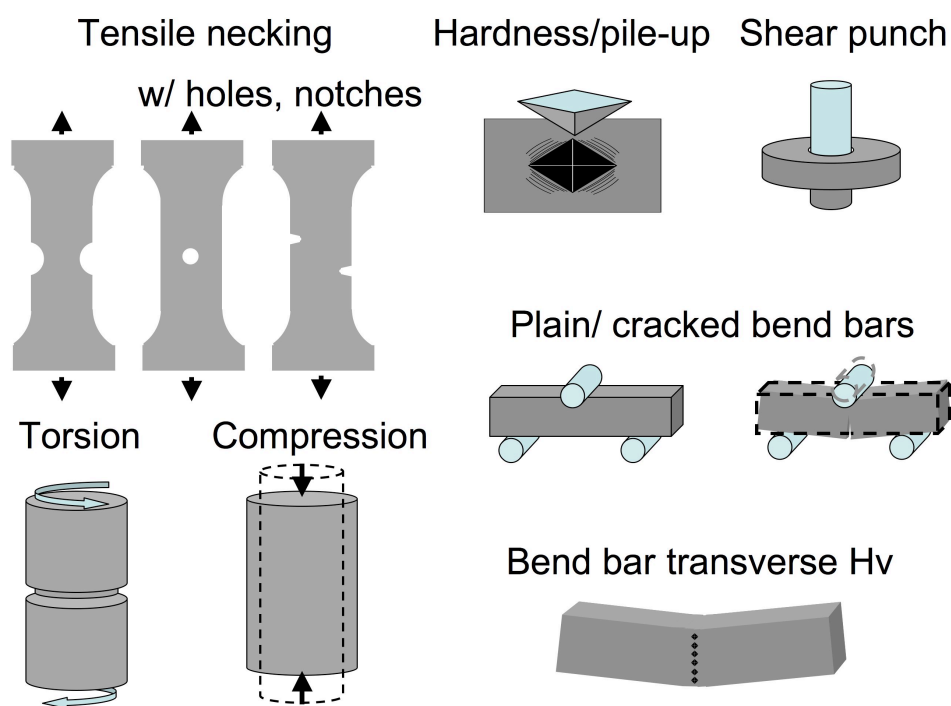 Tensile necking
w/ holes, notches
Hardness/pile-up
Shear punch
Plain/ cracked bend bars
Torsion
Compression
Bend bar transverse Hv